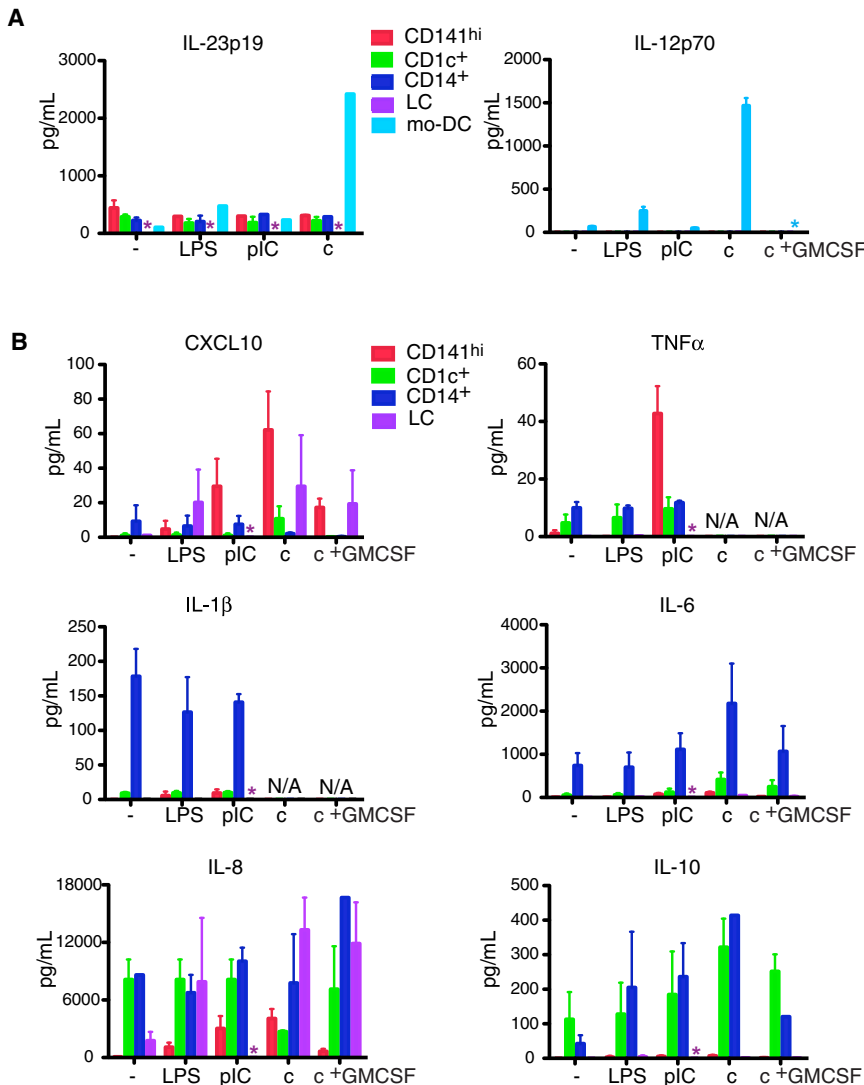 A
IL-23p19
pg/mL
3000
2000
1000
0
*
*
*
*
-
LPS
pIC
c
CD141hi
CD1c+
CD14+
LC
mo-DC
IL-12p70
pg/mL
2000
1500
1000
500
0
*
-
LPS
pIC
c
c +GMCSF
B
CXCL10
pg/mL
100
80
60
40
20
0
*
-
LPS
pIC
c
c +GMCSF
CD141hi
CD1c+
CD14+
LC
TNFα
pg/mL
60
40
20
0
*
N/A
N/A
-
LPS
pIC
c
c +GMCSF
IL-1β
pg/mL
250
200
150
100
50
0
*
N/A
N/A
-
LPS
pIC
c
c +GMCSF
IL-6
pg/mL
4000
3000
2000
1000
0
*
-
LPS
pIC
c
c +GMCSF
IL-8
pg/mL
18000
12000
6000
0
*
-
LPS
pIC
c
c +GMCSF
IL-10
pg/mL
500
400
300
200
100
0
*
-
LPS
pIC
c
c +GMCSF